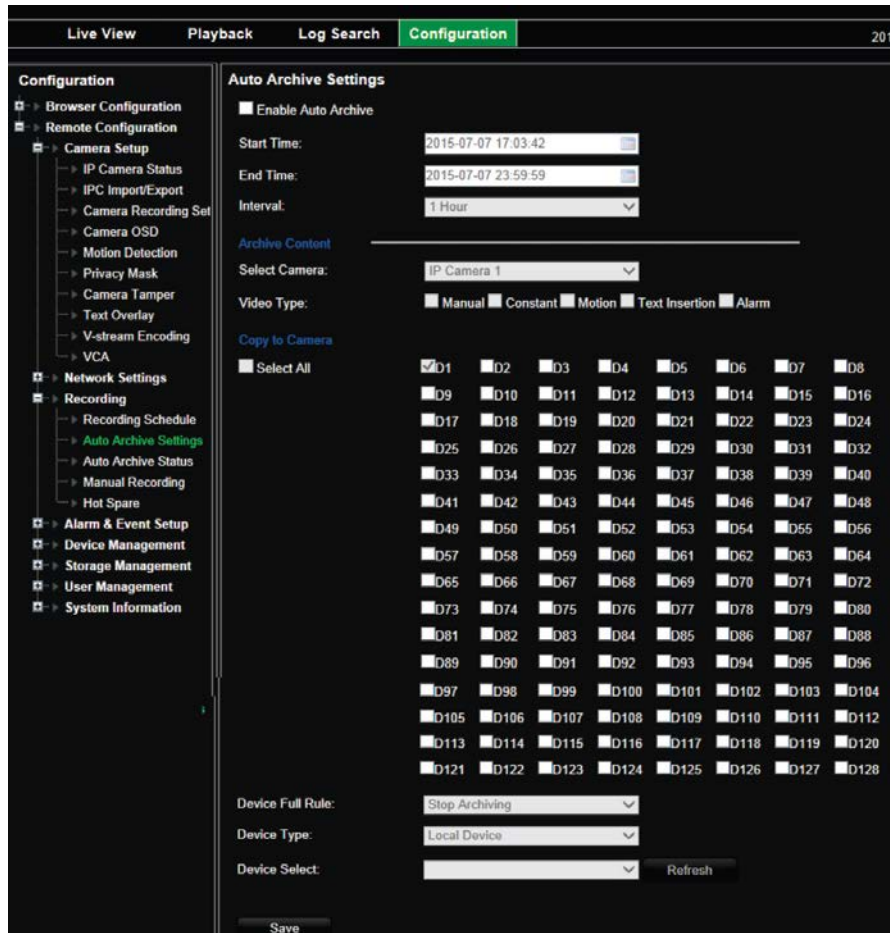 Live View Playback Log Search Configuration 201
Configuration
Browser Configuration
Remote Configuration
Camera Setup
IP Camera Status
IPC Import/Export
Camera Recording Set
Camera OSD
Motion Detection
Privacy Mask
Camera Tamper
Text Overlay
V-stream Encoding
VCA
Network Settings
Recording
Recording Schedule
Auto Archive Settings
Auto Archive Status
Manual Recording
Hot Spare
Alarm & Event Setup
Device Management
Storage Management
User Management
System Information
Auto Archive Settings
Enable Auto Archive
Start Time: 2015-07-07 17:03:42
End Time: 2015-07-07 23:59:59
Interval: 1 Hour
Archive Content
Select Camera: IP Camera 1
Video Type: Manual Constant Motion Text Insertion Alarm
Copy to Camera
Select All D1 D2 D3 D4 D5 D6 D7 D8
D9 D10 D11 D12 D13 D14 D15 D16
D17 D18 D19 D20 D21 D22 D23 D24
D25 D26 D27 D28 D29 D30 D31 D32
D33 D34 D35 D36 D37 D38 D39 D40
D41 D42 D43 D44 D45 D46 D47 D48
D49 D50 D51 D52 D53 D54 D55 D56
D57 D58 D59 D60 D61 D62 D63 D64
D65 D66 D67 D68 D69 D70 D71 D72
D73 D74 D75 D76 D77 D78 D79 D80
D81 D82 D83 D84 D85 D86 D87 D88
D89 D90 D91 D92 D93 D94 D95 D96
D97 D98 D99 D100 D101 D102 D103 D104
D105 D106 D107 D108 D109 D110 D111 D112
D113 D114 D115 D116 D117 D118 D119 D120
D121 D122 D123 D124 D125 D126 D127 D128
Device Full Rule: Stop Archiving
Device Type: Local Device
Device Select: Refresh
Save